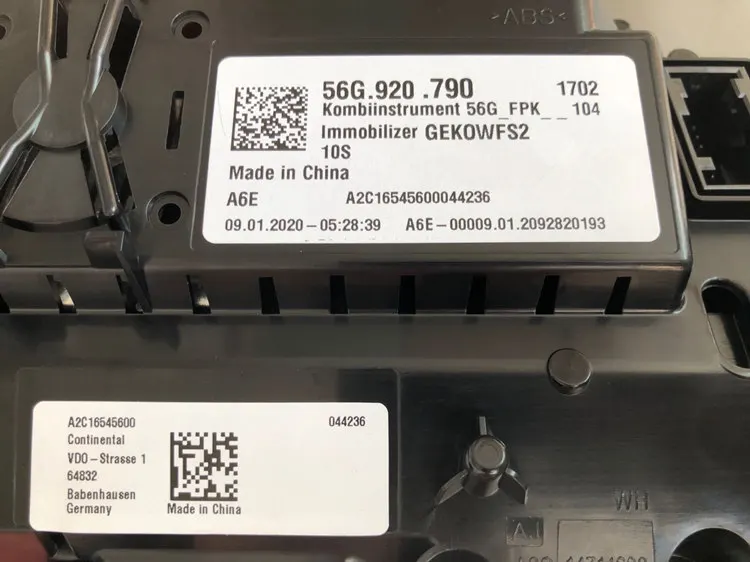 >ABS<
56G.920.790 1702
Kombiinstrument 56G_FPK_ _ 104
Immobilizer GEKOWFS2
10S
Made in China
A6E A2C16545600044236
09.01.2020-05:28:39 A6E-00009.01.2092820193
A2C16545600 044236
Continental
VDO-Strasse 1
64832
Babenhausen
Germany
Made in China
WH
A.I